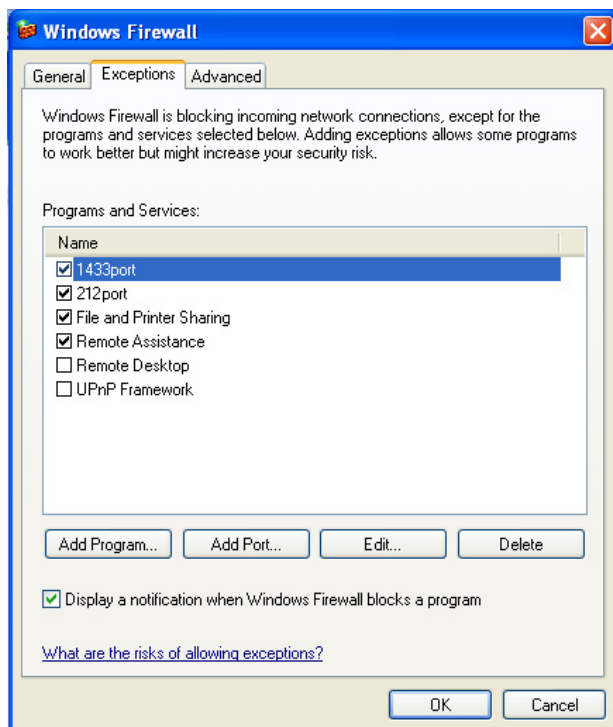 Windows Firewall
General Exceptions Advanced
Windows Firewall is blocking incoming network connections, except for the
programs and services selected below. Adding exceptions allows some programs
to work better but might increase your security risk.
Programs and Services:
Name
1433port
212port
File and Printer Sharing
Remote Assistance
Remote Desktop
UPnP Framework
Add Program... Add Port... Edit... Delete
Display a notification when Windows Firewall blocks a program
What are the risks of allowing exceptions?
OK Cancel